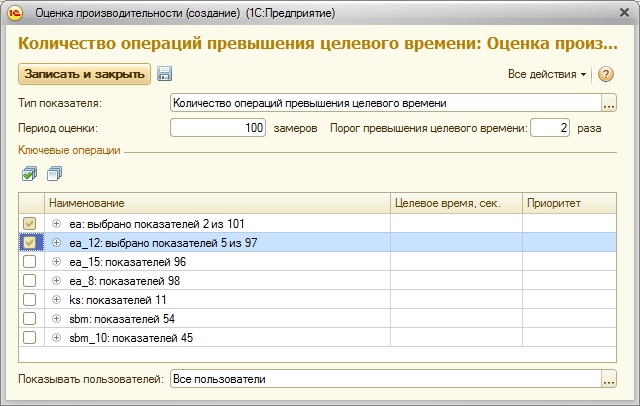 Оценка производительности (создание) (1С:Предприятие)
Количество операций превышения целевого времени: Оценка произ...
Записать и закрыть Все действия ?
Тип показателя: Количество операций превышения целевого времени ...
Период оценки: 100 замеров Порог превышения целевого времени: 2 раза
Ключевые операции
Наименование Целевое время, сек. Приоритет
ea: выбрано показателей 2 из 101
ea_12: выбрано показателей 5 из 97
ea_15: показателей 96
ea_8: показателей 98
ks: показателей 11
sbm: показателей 54
sbm_10: показателей 45
Показывать пользователей: Все пользователи ...